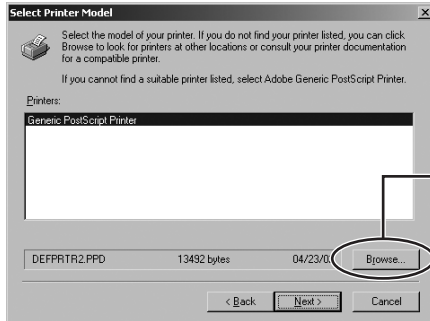 Select Printer Model
Select the model of your printer. If you do not find your printer listed, you can click
Browse to look for printers at other locations or consult your printer documentation
for a compatible printer.
If you cannot find a suitable printer listed, select Adobe Generic PostScript Printer.
Printers:
Generic PostScript Printer
DEFPRTR2.PPD 13492 bytes 04/23/0 Browse...
< Back Next > Cancel